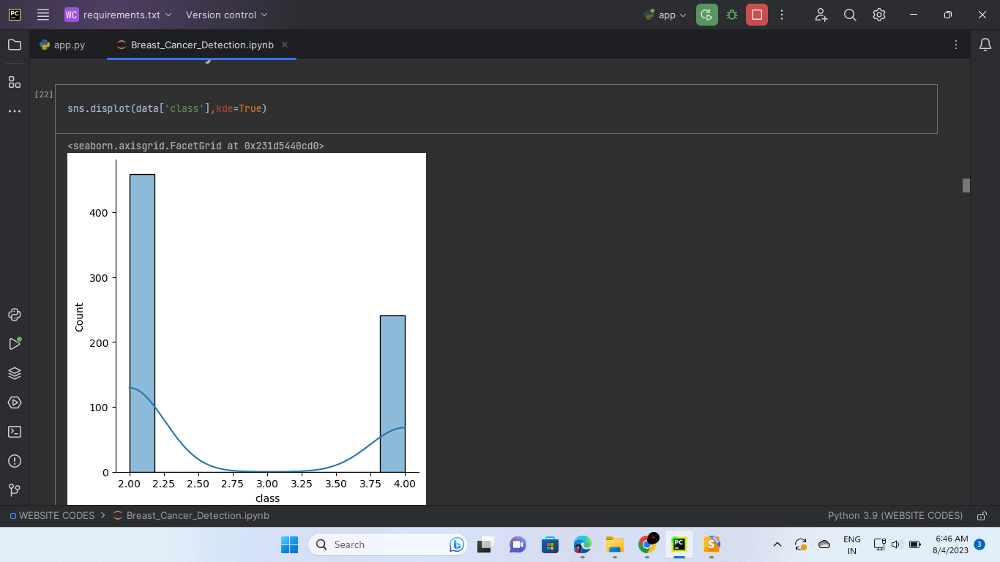 PC
WC requirements.txt Version control app
app.py Breast_Cancer_Detection.ipynb
[22]
sns.displot(data['class'],kde=True)
<seaborn.axisgrid.FacetGrid at 0x231d5440cd0>
400
300
200
100
0
Count
2.00 2.25 2.50 2.75 3.00 3.25 3.50 3.75 4.00
class
WEBSITE CODES > Breast_Cancer_Detection.ipynb Python 3.9 (WEBSITE CODES)
Search
PC
S
ENG
IN
6:46 AM
8/4/2023
3